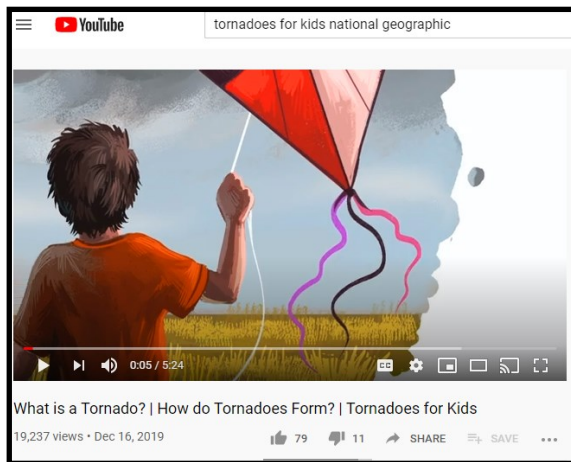 YouTube
tornadoes for kids national geographic
0:05 / 5:24
CC
What is a Tornado? | How do Tornadoes Form? | Tornadoes for Kids
19,237 views • Dec 16, 2019 79 11 SHARE SAVE